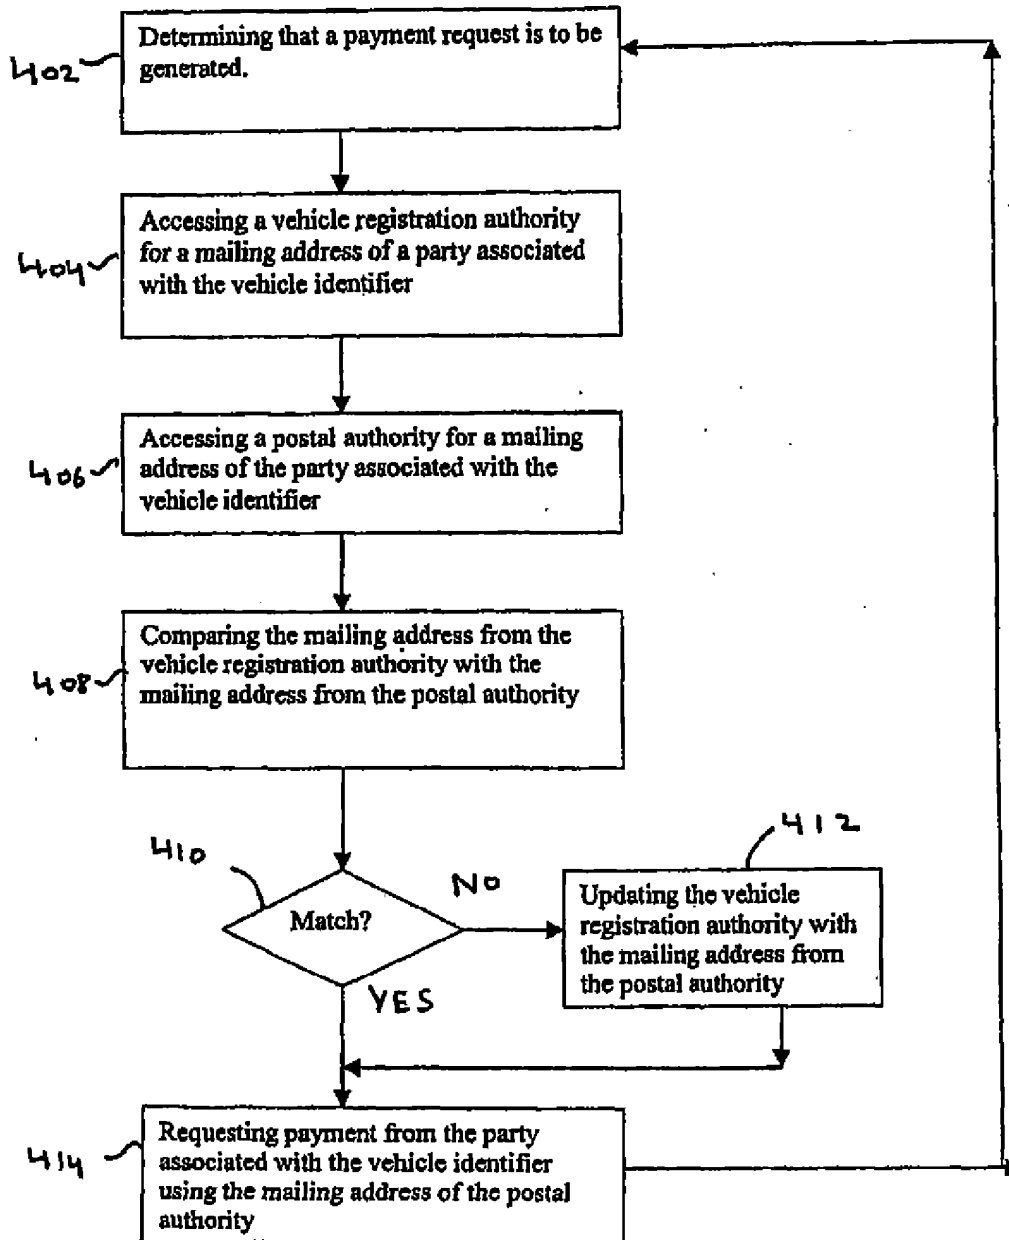 402
Determining that a payment request is to be
generated.
404
Accessing a vehicle registration authority
for a mailing address of a party associated
with the vehicle identifier
406
Accessing a postal authority for a mailing
address of the party associated with the
vehicle identifier
408
Comparing the mailing address from the
vehicle registration authority with the
mailing address from the postal authority
410
Match?
NO
YES
412
Updating the vehicle
registration authority with
the mailing address from
the postal authority
414
Requesting payment from the party
associated with the vehicle identifier
using the mailing address of the postal
authority